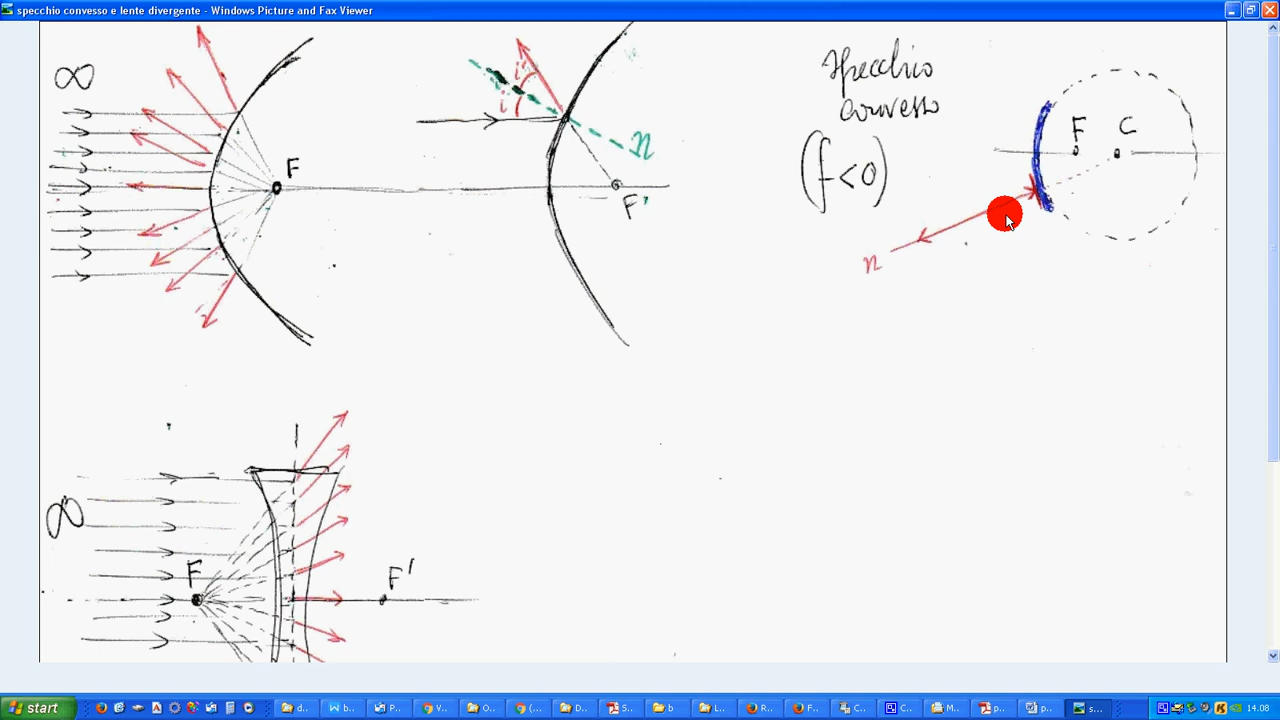 specchio convesso e lente divergente - Windows Picture and Fax Viewer
∞
F
i
i
n
F'
Specchio
convesso
(f<0)
F
C
n
∞
F
F'
start
d...
b...
P...
V...
O...
(...
D...
S...
b
L...
R...
F...
C...
C...
M...
p...
p...
s...
14.08